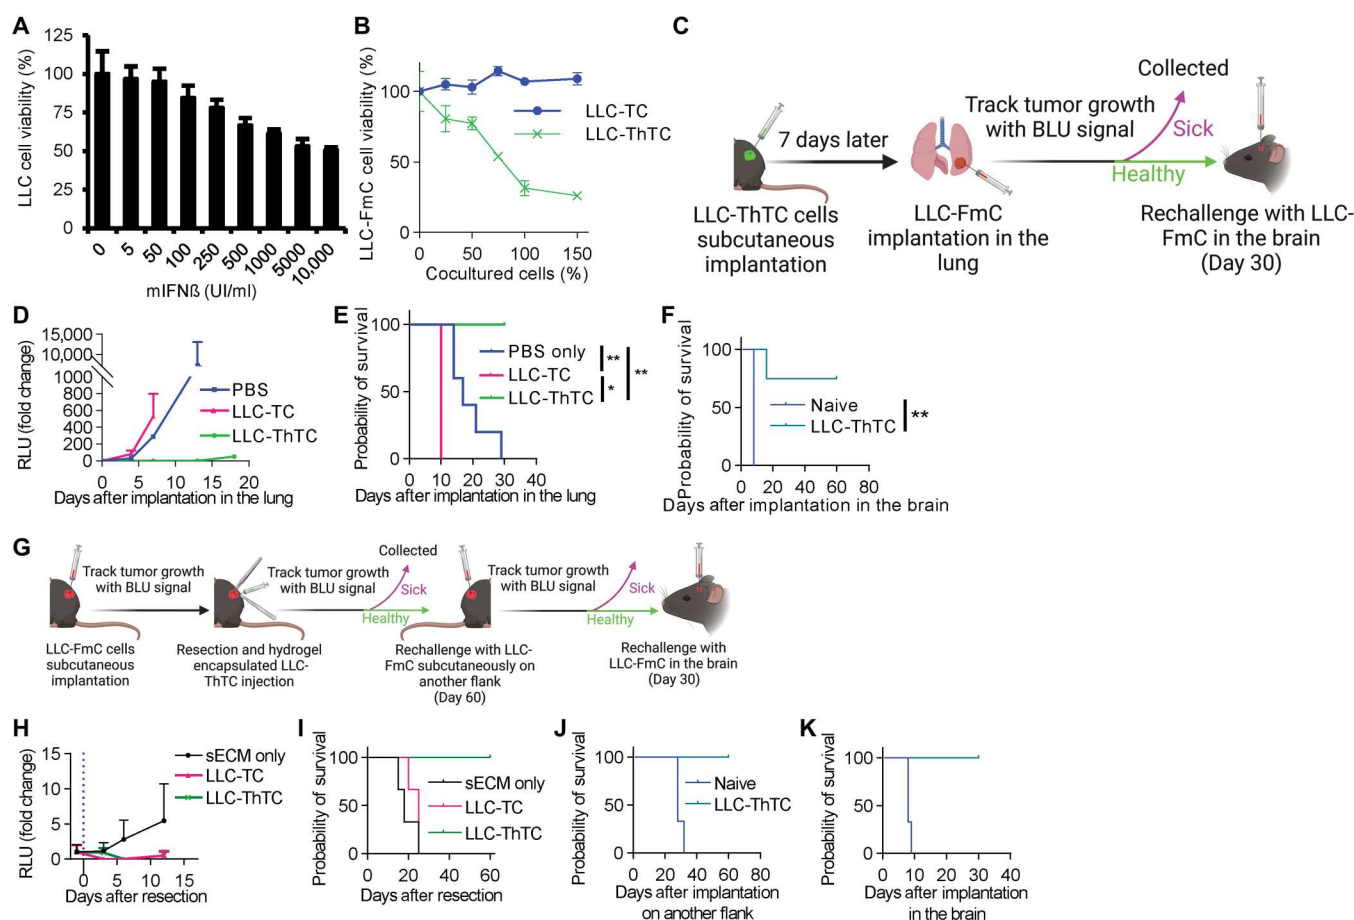 A
LLC cell viability (%)
125
100
75
50
25
0
0
5
50
100
250
500
1000
5000
10,000
mIFNß (UI/ml)
B
LLC-FmC cell viability (%)
100
50
0
0
50
100
150
Cocultured cells (%)
LLC-TC
LLC-ThTC
C
7 days later
Track tumor growth
with BLU signal
Collected
Sick
Healthy
LLC-ThTC cells
subcutaneous
implantation
LLC-FmC
implantation in the
lung
Rechallenge with LLC-
FmC in the brain
(Day 30)
D
RLU (fold change)
15,000
10,000
1000
800
600
400
200
0
0
5
10
15
20
Days after implantation in the lung
PBS
LLC-TC
LLC-ThTC
E
Probability of survival
100
50
0
0
10
20
30
40
Days after implantation in the lung
PBS only
LLC-TC
LLC-ThTC
**
*
**
F
Probability of survival
100
50
0
0
20
40
60
80
Days after implantation in the brain
Naive
LLC-ThTC
**
G
Track tumor growth
with BLU signal
Track tumor growth
with BLU signal
Collected
Sick
Healthy
Track tumor growth
with BLU signal
Sick
Healthy
LLC-FmC cells
subcutaneous
implantation
Resection and hydrogel
encapsulated LLC-
ThTC injection
Rechallenge with LLC-
FmC subcutaneously on
another flank
(Day 60)
Rechallenge with
LLC-FmC in the brain
(Day 30)
H
RLU (fold change)
15
10
5
0
0
5
10
15
Days after resection
sECM only
LLC-TC
LLC-ThTC
I
Probability of survival
100
50
0
0
20
40
60
Days after resection
sECM only
LLC-TC
LLC-ThTC
J
Probability of survival
100
50
0
0
20
40
60
80
Days after implantation
on another flank
Naive
LLC-ThTC
K
Probability of survival
100
50
0
0
10
20
30
40
Days after implantation
in the brain